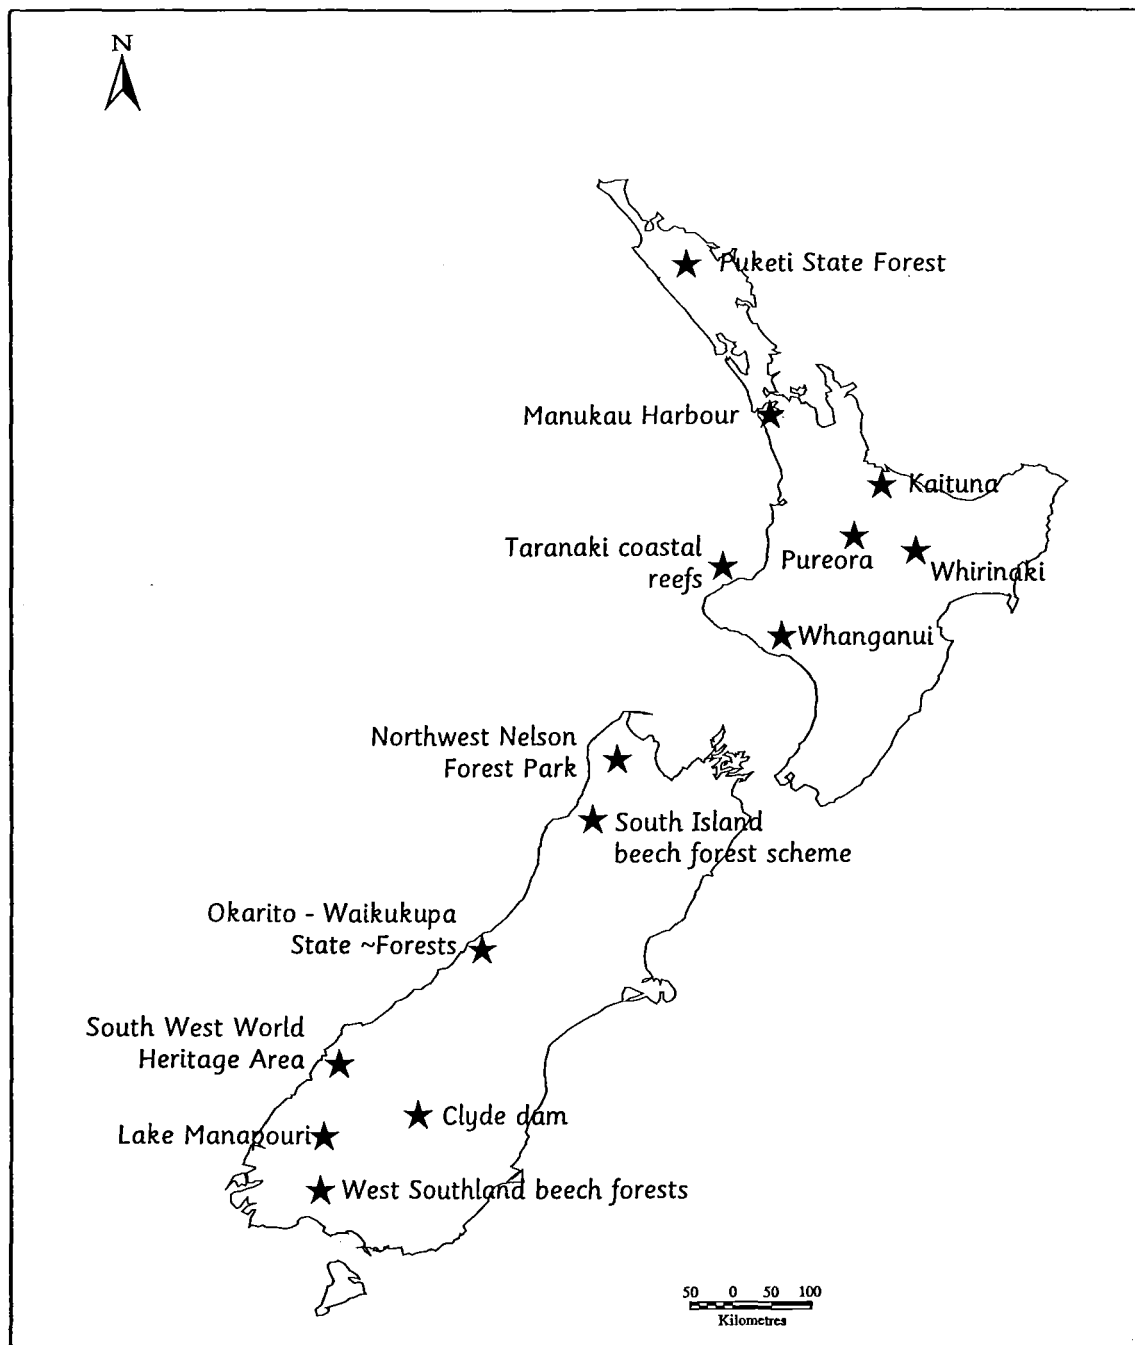 N
Puketi State Forest
Manukau Harbour
Kaituna
Taranaki coastal
reefs
Pureora
Whirinaki
Whanganui
Northwest Nelson
Forest Park
South Island
beech forest scheme
Okarito - Waikukupa
State ~Forests
South West World
Heritage Area
Clyde dam
Lake Manapouri
West Southland beech forests
50 0 50 100
Kilometres